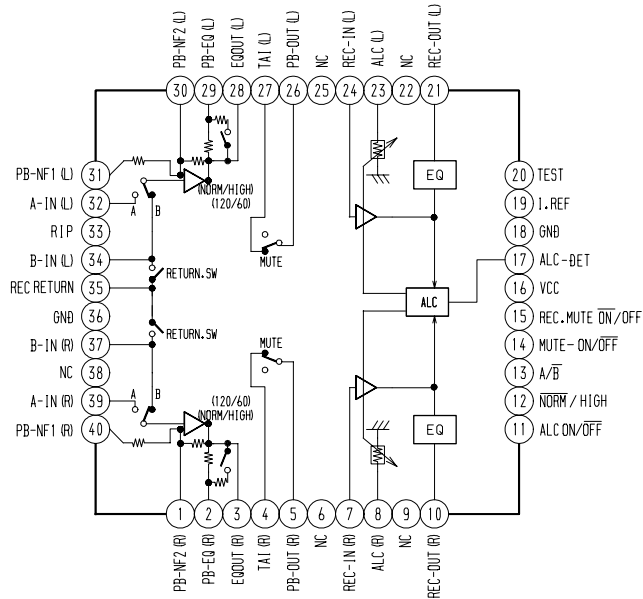 PB-NF2 (L)
PB-EQ (L)
EQOUT (L)
TAI (L)
PB-OUT (L)
NC
REC-IN (L)
ALC (L)
NC
REC-OUT (L)
30 29 28 27 26 25 24 23 22 21
PB-NF1 (L) 31
A-IN (L) 32
RIP 33
B-IN (L) 34
REC RETURN 35
GND 36
B-IN (R) 37
NC 38
A-IN (R) 39
PB-NF1 (R) 40
(NORM/HIGH)
(120/60)
A B
RETURN.SW
RETURN.SW
MUTE
MUTE
A B
(120/60)
(NORM/HIGH)
EQ
ALC
EQ
20 TEST
19 I.REF
18 GND
17 ALC-DET
16 VCC
15 REC.MUTE O̅N̅/OFF
14 MUTE-ON/O̅F̅F̅
13 A/B̅
12 N̅O̅R̅M̅/HIGH
11 ALC ON/O̅F̅F̅
1 2 3 4 5 6 7 8 9 10
PB-NF2 (R)
PB-EQ (R)
EQOUT (R)
TAI (R)
PB-OUT (R)
NC
REC-IN (R)
ALC (R)
NC
REC-OUT (R)